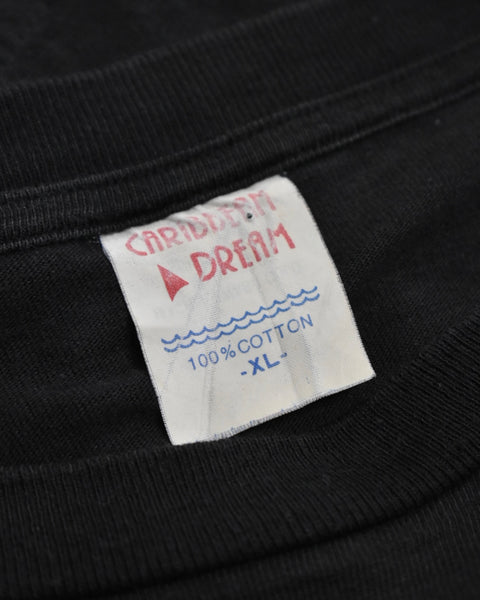 CARIBBEAN
DREAM
100% COTTON
-XL-